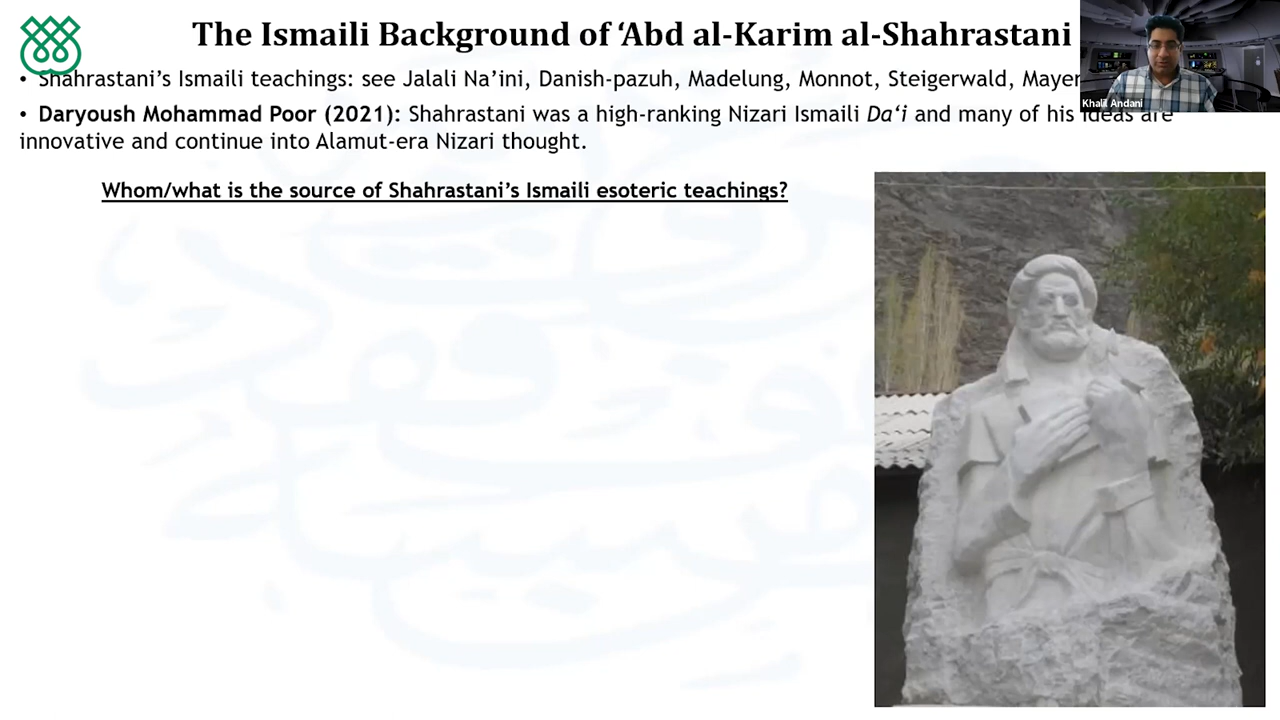 The Ismaili Background of ‘Abd al-Karim al-Shahrastani
• Shahrastani’s Ismaili teachings: see Jalali Na’ini, Danish-pazuh, Madelung, Monnot, Steigerwald, Mayer
Khalil Andani
• Daryoush Mohammad Poor (2021): Shahrastani was a high-ranking Nizari Ismaili Da‘i and many of his ideas are
innovative and continue into Alamut-era Nizari thought.
Whom/what is the source of Shahrastani’s Ismaili esoteric teachings?